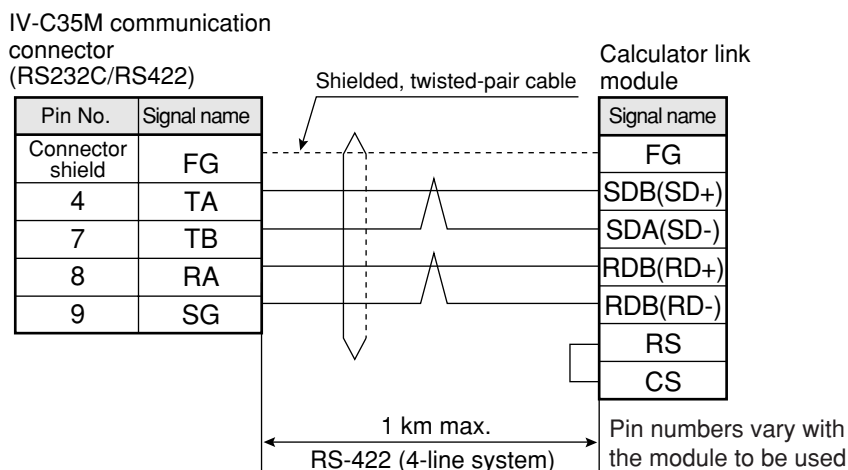 IV-C35M communication
connector
(RS232C/RS422)
Shielded, twisted-pair cable
Calculator link
module
Pin No. Signal name
Connector shield FG
4 TA
7 TB
8 RA
9 SG
Signal name
FG
SDB(SD+)
SDA(SD-)
RDB(RD+)
RDB(RD-)
RS
CS
1 km max.
RS-422 (4-line system)
Pin numbers vary with
the module to be used